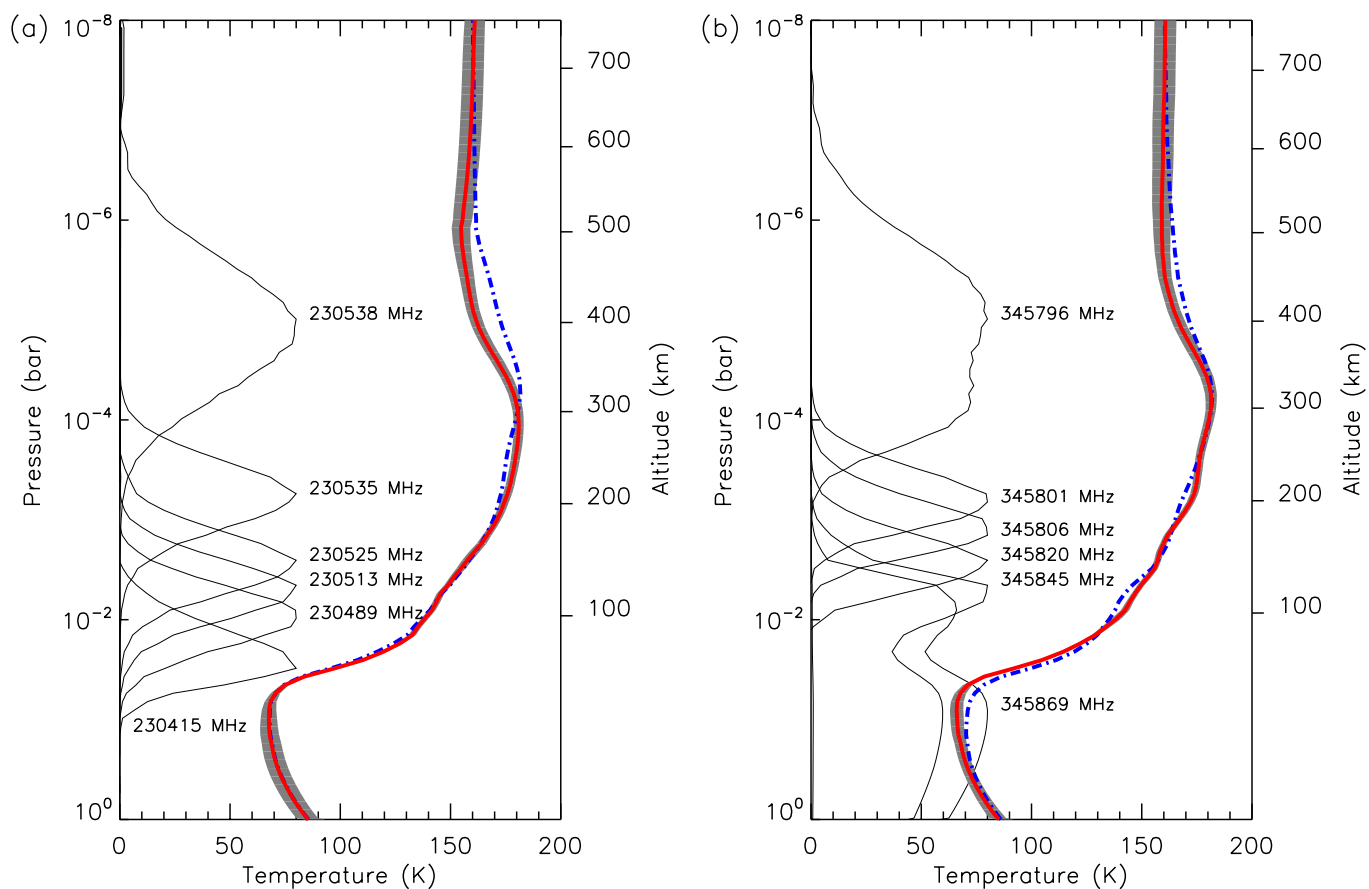 (a)
Pressure (bar)
10^-8
10^-6
10^-4
10^-2
10^0
230538 MHz
230535 MHz
230525 MHz
230513 MHz
230489 MHz
230415 MHz
700
600
500
400
300
200
100
Altitude (km)
0 50 100 150 200
Temperature (K)
(b)
Pressure (bar)
10^-8
10^-6
10^-4
10^-2
10^0
345796 MHz
345801 MHz
345806 MHz
345820 MHz
345845 MHz
345869 MHz
700
600
500
400
300
200
100
Altitude (km)
0 50 100 150 200
Temperature (K)